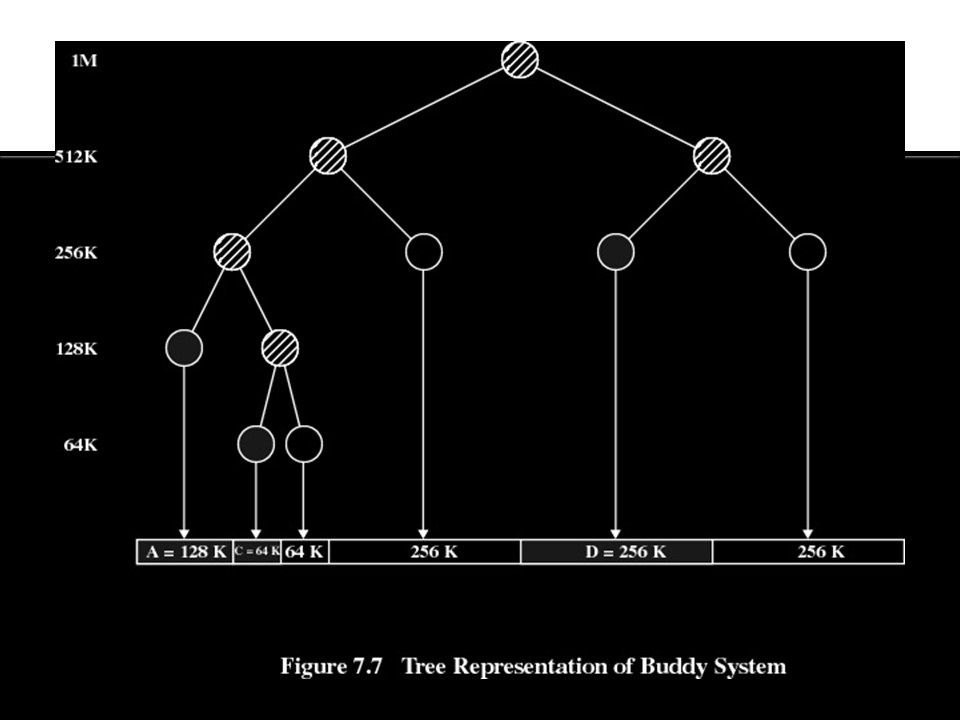 1M
512K
256K
128K
64K
A = 128 K C = 64 K 64 K 256 K D = 256 K 256 K
Figure 7.7 Tree Representation of Buddy System